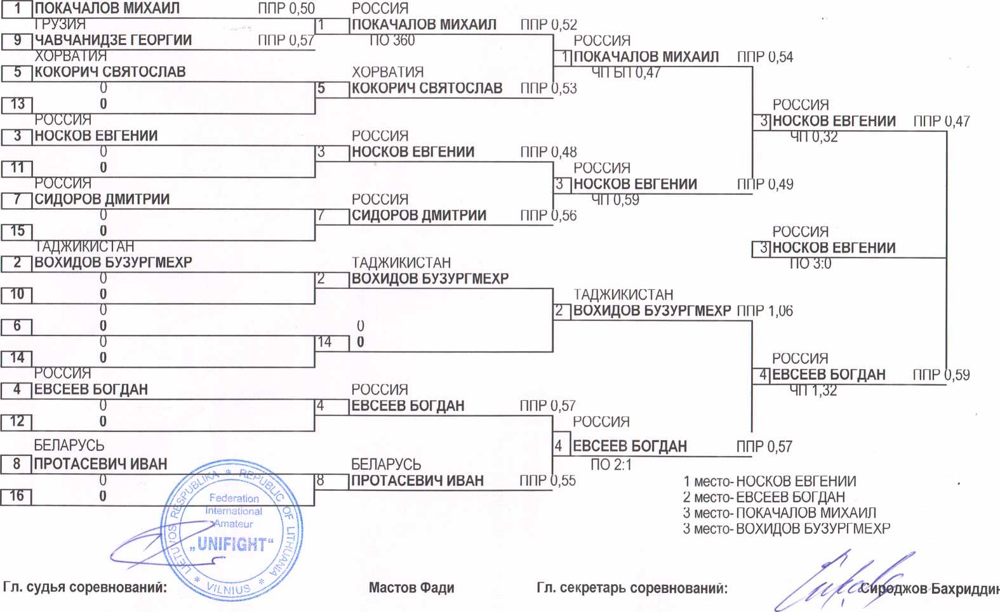 1 ПОКАЧАЛОВ МИХАИЛ ППР 0,50
ГРУЗИЯ
9 ЧАВЧАНИДЗЕ ГЕОРГИИ ППР 0,57
ХОРВАТИЯ
5 КОКОРИЧ СВЯТОСЛАВ
0
13 0
РОССИЯ
3 НОСКОВ ЕВГЕНИИ
0
11 0
РОССИЯ
7 СИДОРОВ ДМИТРИИ
0
15 0
ТАДЖИКИСТАН
2 ВОХИДОВ БУЗУРГМЕХР
0
10 0
0
6 0
0
14 0
РОССИЯ
4 ЕВСЕЕВ БОГДАН
0
12 0
БЕЛАРУСЬ
8 ПРОТАСЕВИЧ ИВАН
0
16 0
РОССИЯ
1 ПОКАЧАЛОВ МИХАИЛ ППР 0,52
ПО 360
ХОРВАТИЯ
5 КОКОРИЧ СВЯТОСЛАВ ППР 0,53
РОССИЯ
3 НОСКОВ ЕВГЕНИИ ППР 0,48
РОССИЯ
7 СИДОРОВ ДМИТРИИ ППР 0,56
ТАДЖИКИСТАН
2 ВОХИДОВ БУЗУРГМЕХР
0
14 0
РОССИЯ
4 ЕВСЕЕВ БОГДАН ППР 0,57
БЕЛАРУСЬ
8 ПРОТАСЕВИЧ ИВАН ППР 0,55
РОССИЯ
1 ПОКАЧАЛОВ МИХАИЛ ППР 0,54
ЧП БП 0,47
РОССИЯ
3 НОСКОВ ЕВГЕНИИ ППР 0,49
ЧП 0,59
ТАДЖИКИСТАН
2 ВОХИДОВ БУЗУРГМЕХР ППР 1,06
РОССИЯ
4 ЕВСЕЕВ БОГДАН ППР 0,57
ПО 2:1
РОССИЯ
3 НОСКОВ ЕВГЕНИИ ППР 0,47
ЧП 0,32
РОССИЯ
3 НОСКОВ ЕВГЕНИИ
ПО 3:0
РОССИЯ
4 ЕВСЕЕВ БОГДАН ППР 0,59
ЧП 1,32
1 место- НОСКОВ ЕВГЕНИИ
2 место- ЕВСЕЕВ БОГДАН
3 место- ПОКАЧАЛОВ МИХАИЛ
3 место- ВОХИДОВ БУЗУРГМЕХР
LIETUVOS RESPUBLIKA * REPUBLIC OF LITHUANIA * VILNIUS *
Federation
International
Amateur
„UNIFIGHT“
Гл. судья соревнований: Мастов Фади Гл. секретарь соревнований: Сироджов Бахриддин